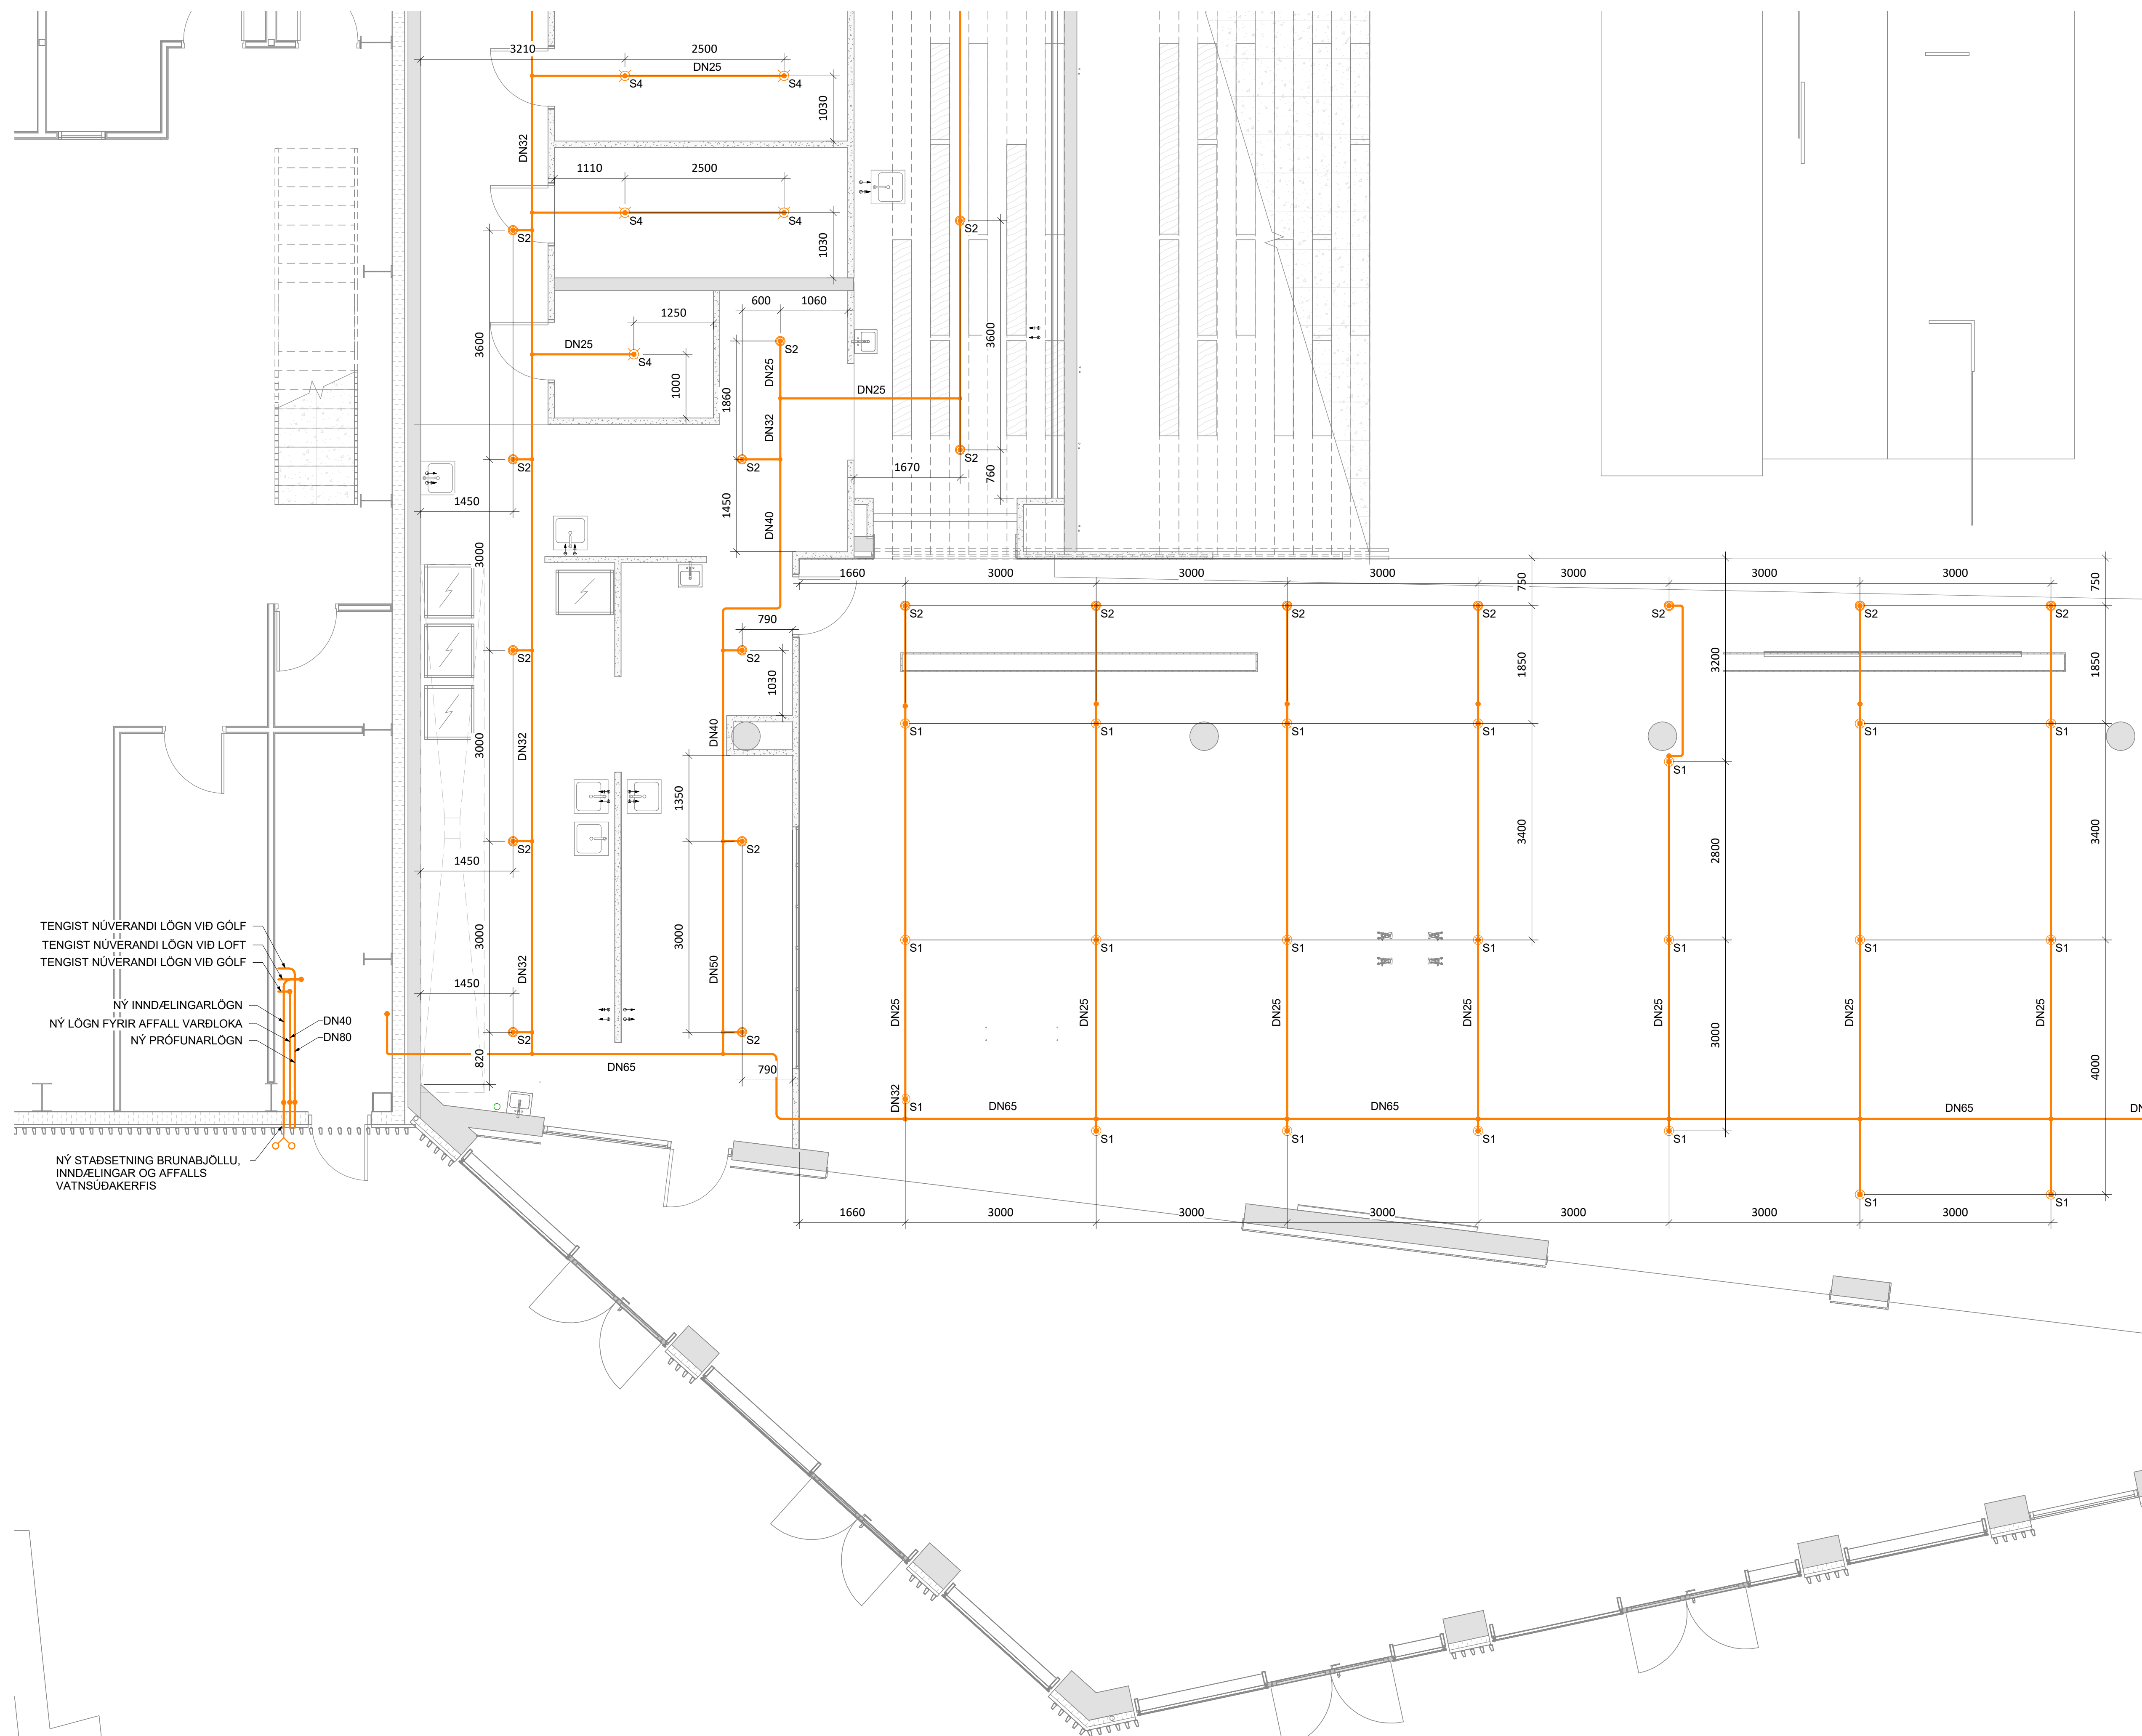 3210
2500
DN25
S4
S4
1030
DN32
1110
2500
S4
S4
S2
1030
S2
600
1060
1250
3600
3600
DN25
S2
S4
DN25
1000
1860
DN25
DN32
S2
S2
S2
1670
760
1450
1450
DN40
3000
1660
3000
3000
3000
3000
3000
3000
750
750
S2
S2
S2
S2
S2
S2
S2
790
S2
S2
1030
1850
3200
1850
DN40
3000
DN32
S1
S1
S1
S1
S1
S1
S1
1350
1450
S2
S2
3400
2800
3400
TENGIST NÚVERANDI LÖGN VIÐ GÓLF
TENGIST NÚVERANDI LÖGN VIÐ LOFT
TENGIST NÚVERANDI LÖGN VIÐ GÓLF
3000
DN32
3000
DN50
S1
S1
S1
S1
S1
S1
S1
1450
NÝ INNDÆLINGARLÖGN
NÝ LÖGN FYRIR AFFALL VARÐLOKA
NÝ PRÓFUNARLÖGN
DN40
DN80
DN25
DN25
DN25
DN25
DN25
DN25
DN25
3000
4000
S2
S2
820
DN65
790
DN32
S1
DN65
DN65
DN65
DN
S1
S1
S1
S1
NÝ STAÐSETNING BRUNABJÖLLU,
INNDÆLINGAR OG AFFALLS
VATNSÚÐAKERFIS
S1
S1
1660
3000
3000
3000
3000
3000
3000